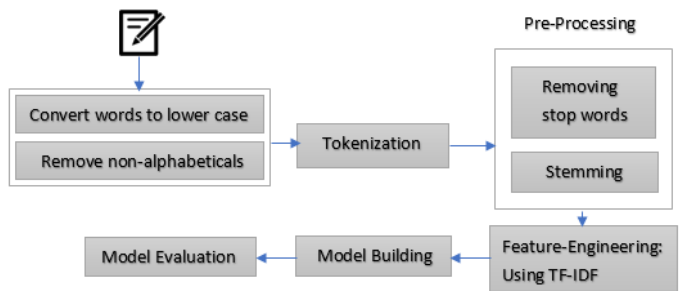 Pre-Processing
Convert words to lower case
Remove non-alphabeticals
Tokenization
Removing
stop words
Stemming
Feature-Engineering:
Using TF-IDF
Model Building
Model Evaluation